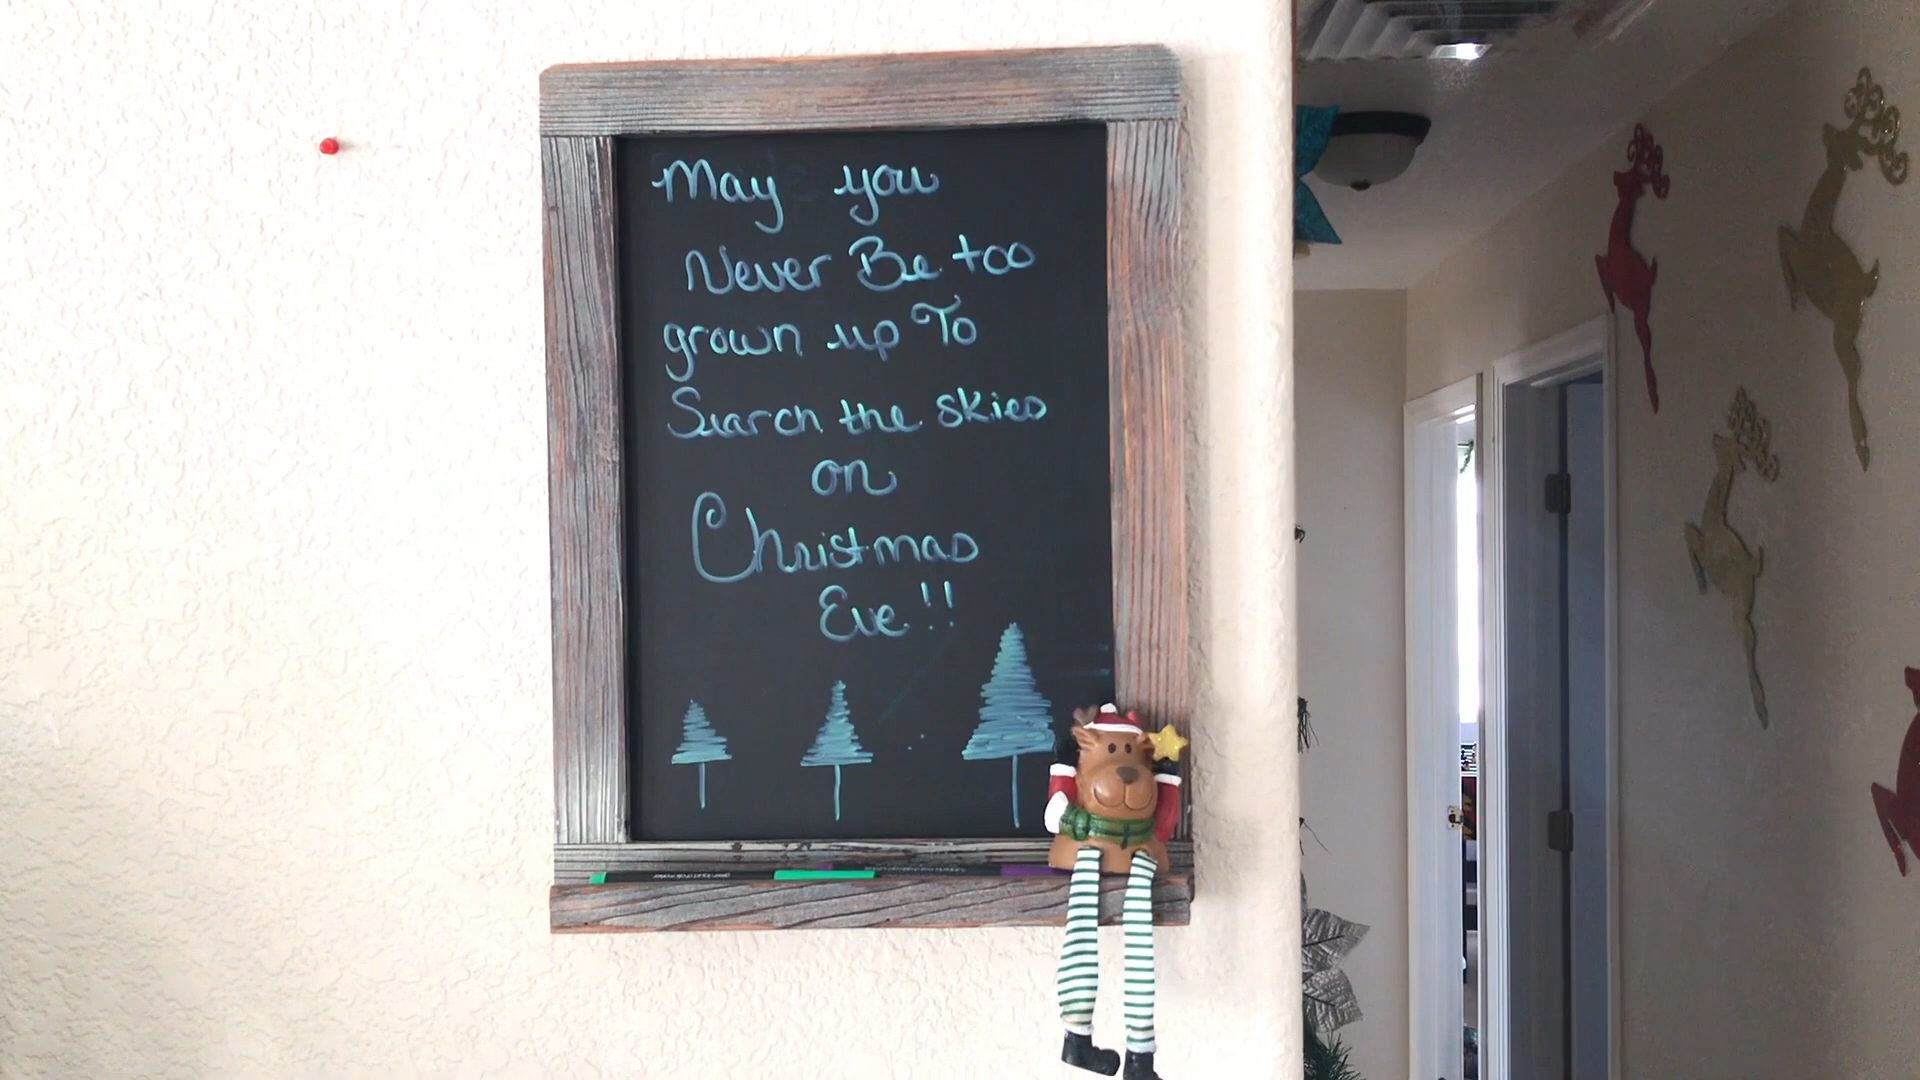 May you
Never Be too
grown up To
Search the skies
on
Christmas
Eve!!